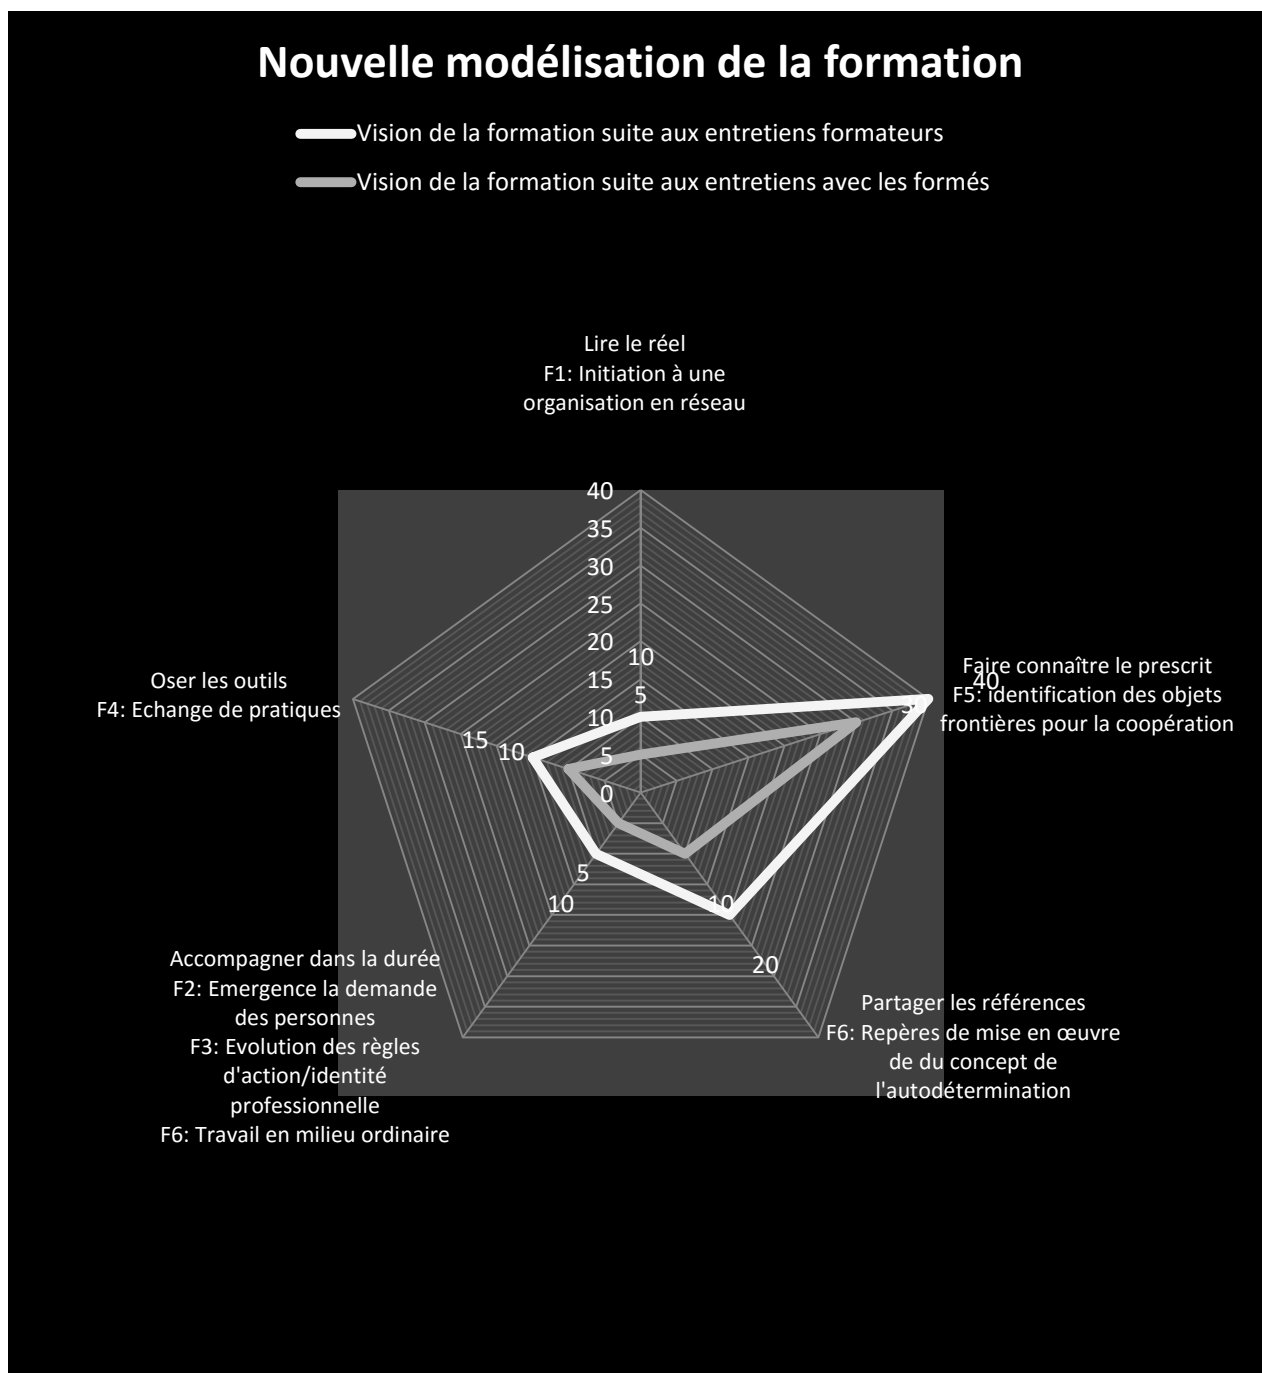 Nouvelle modélisation de la formation
Vision de la formation suite aux entretiens formateurs
Vision de la formation suite aux entretiens avec les formés
Lire le réel
F1: Initiation à une
organisation en réseau
40
35
30
25
20
15
10
5
0
10
5
Faire connaître le prescrit
F5: identification des objets
frontières pour la coopération
40
30
Partager les références
F6: Repères de mise en œuvre
de du concept de
l'autodétermination
20
10
Accompagner dans la durée
F2: Emergence la demande
des personnes
F3: Evolution des règles
d'action/identité
professionnelle
F6: Travail en milieu ordinaire
10
5
Oser les outils
F4: Echange de pratiques
15
10